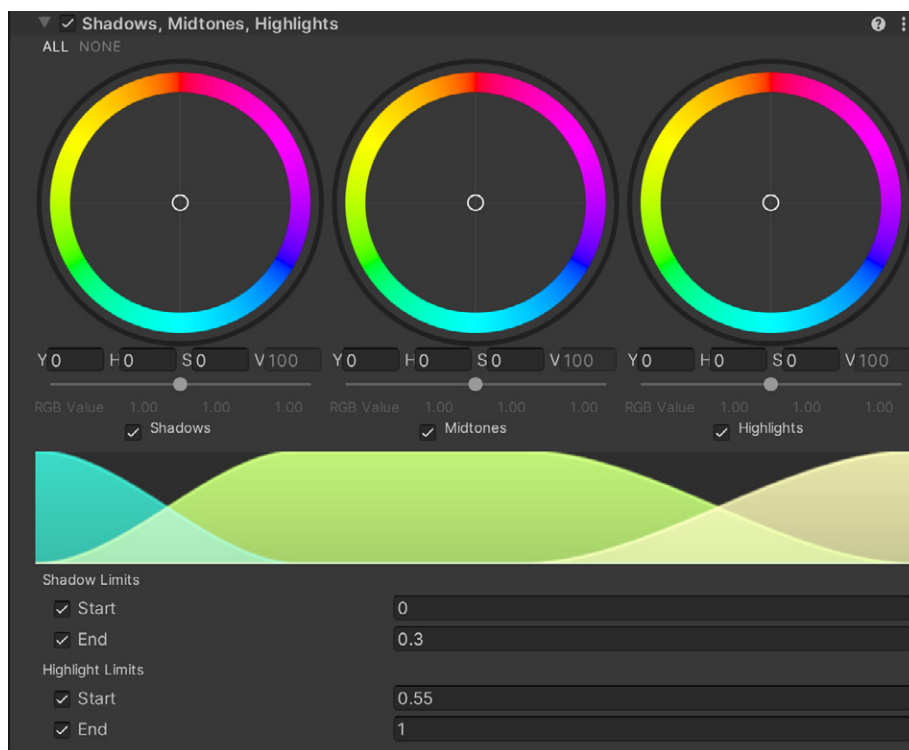 Shadows, Midtones, Highlights
ALL NONE
Y 0 H 0 S 0 V 100 Y 0 H 0 S 0 V 100 Y 0 H 0 S 0 V 100
RGB Value 1.00 1.00 1.00 RGB Value 1.00 1.00 1.00 RGB Value 1.00 1.00 1.00
Shadows Midtones Highlights
Shadow Limits
Start 0
End 0.3
Highlight Limits
Start 0.55
End 1